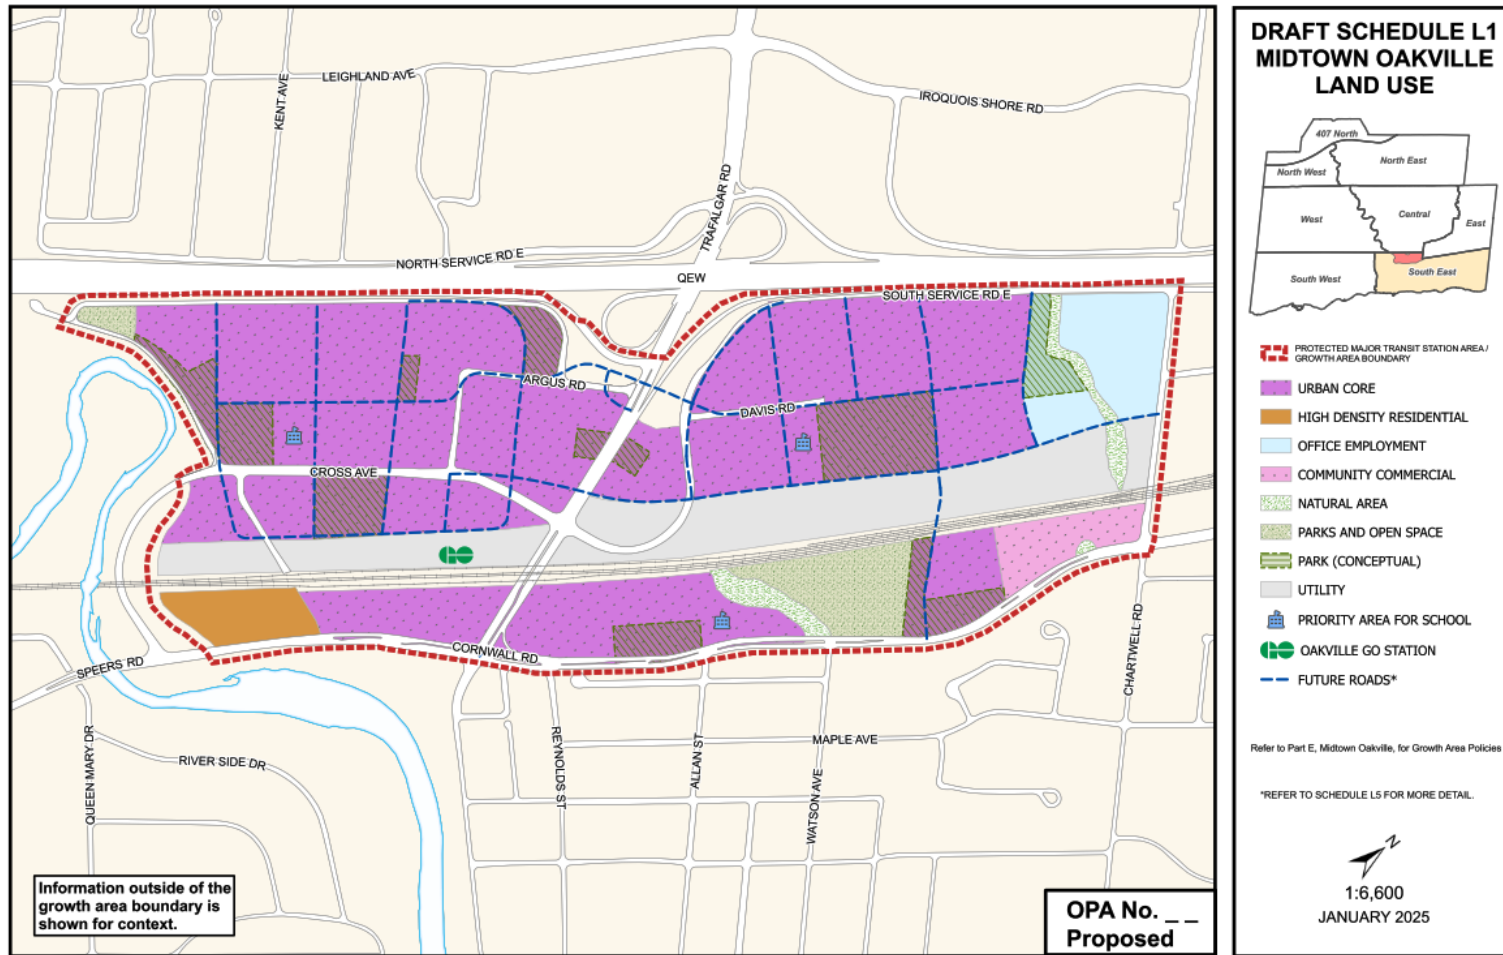 LEIGHLAND AVE
KENT AVE
IROQUOIS SHORE RD
TRAFALGAR RD
NORTH SERVICE RD E
QEW
SOUTH SERVICE RD E
ARGUS RD
DAVIS RD
CROSS AVE
CORNWALL RD
SPEERS RD
CHARTWELL RD
QUEEN MARY DR
RIVER SIDE DR
REYNOLDS ST
ALLAN ST
MAPLE AVE
WATSON AVE
Information outside of the
growth area boundary is
shown for context.
OPA No. _ _
Proposed
DRAFT SCHEDULE L1
MIDTOWN OAKVILLE
LAND USE
407 North
North West
North East
West
Central
East
South West
South East
PROTECTED MAJOR TRANSIT STATION AREA /
GROWTH AREA BOUNDARY
URBAN CORE
HIGH DENSITY RESIDENTIAL
OFFICE EMPLOYMENT
COMMUNITY COMMERCIAL
NATURAL AREA
PARKS AND OPEN SPACE
PARK (CONCEPTUAL)
UTILITY
PRIORITY AREA FOR SCHOOL
OAKVILLE GO STATION
FUTURE ROADS*
Refer to Part E, Midtown Oakville, for Growth Area Policies
*REFER TO SCHEDULE L5 FOR MORE DETAIL.
N
1:6,600
JANUARY 2025